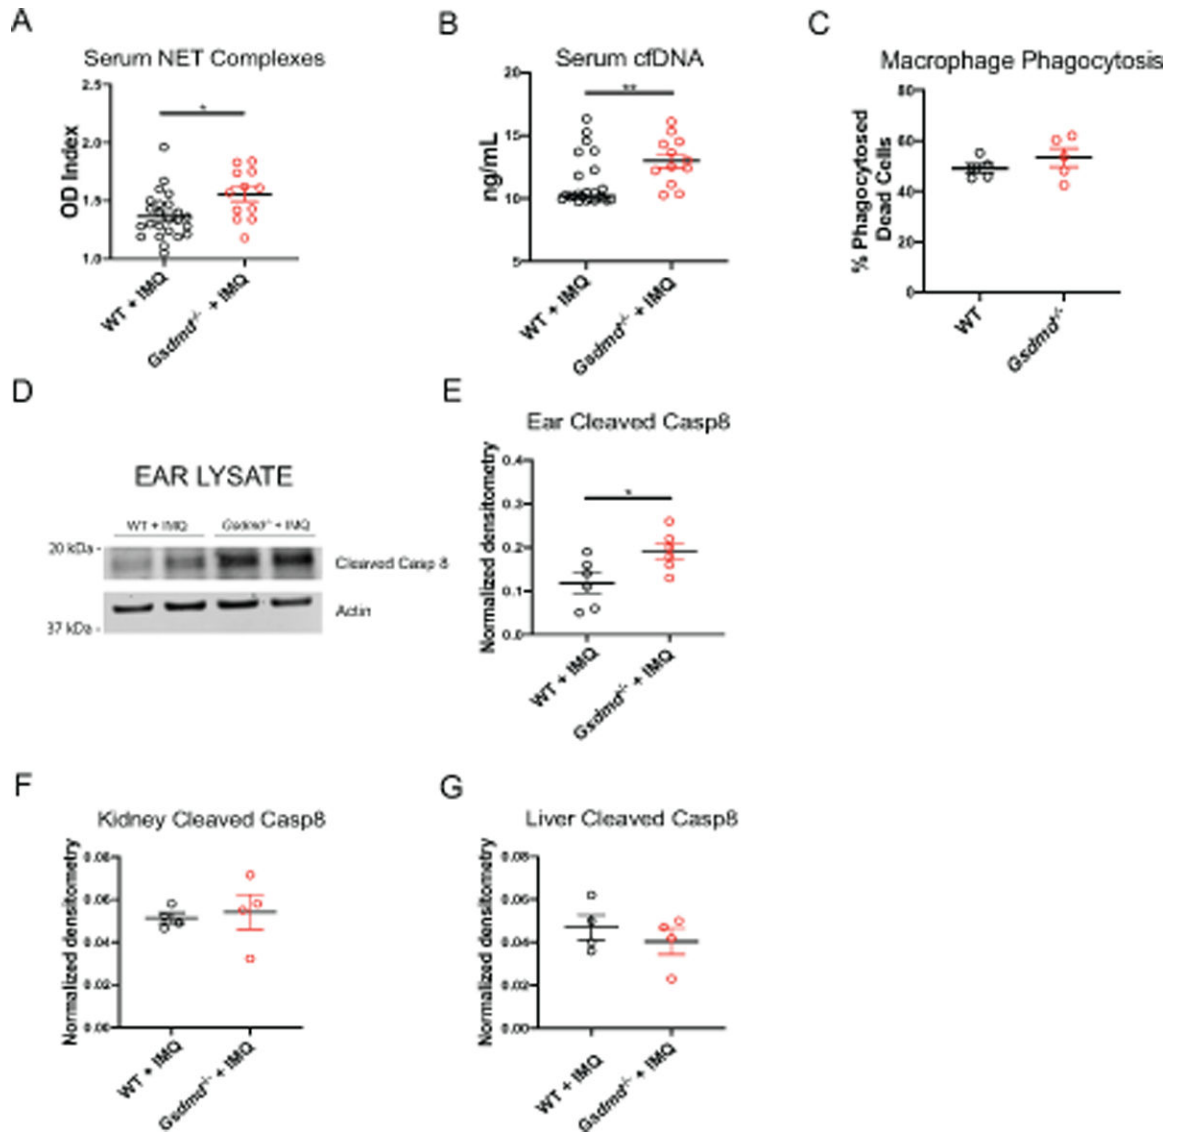 A
Serum NET Complexes
OD Index
2.5
2.0
1.5
1.0
*
WT + IMQ
Gsdmd-/- + IMQ
B
Serum cfDNA
ng/mL
20
15
10
5
**
WT + IMQ
Gsdmd-/- + IMQ
C
Macrophage Phagocytosis
% Phagocytosed
Dead Cells
80
60
40
20
0
WT
Gsdmd-/-
D
EAR LYSATE
WT + IMQ
Gsdmd-/- + IMQ
20 kDa -
Cleaved Casp 8
Actin
37 kDa -
E
Ear Cleaved Casp8
Normalized densitometry
0.4
0.3
0.2
0.1
0.0
*
WT + IMQ
Gsdmd-/- + IMQ
F
Kidney Cleaved Casp8
Normalized densitometry
0.08
0.06
0.04
0.02
0.00
WT + IMQ
Gsdmd-/- + IMQ
G
Liver Cleaved Casp8
Normalized densitometry
0.08
0.06
0.04
0.02
0.00
WT + IMQ
Gsdmd-/- + IMQ